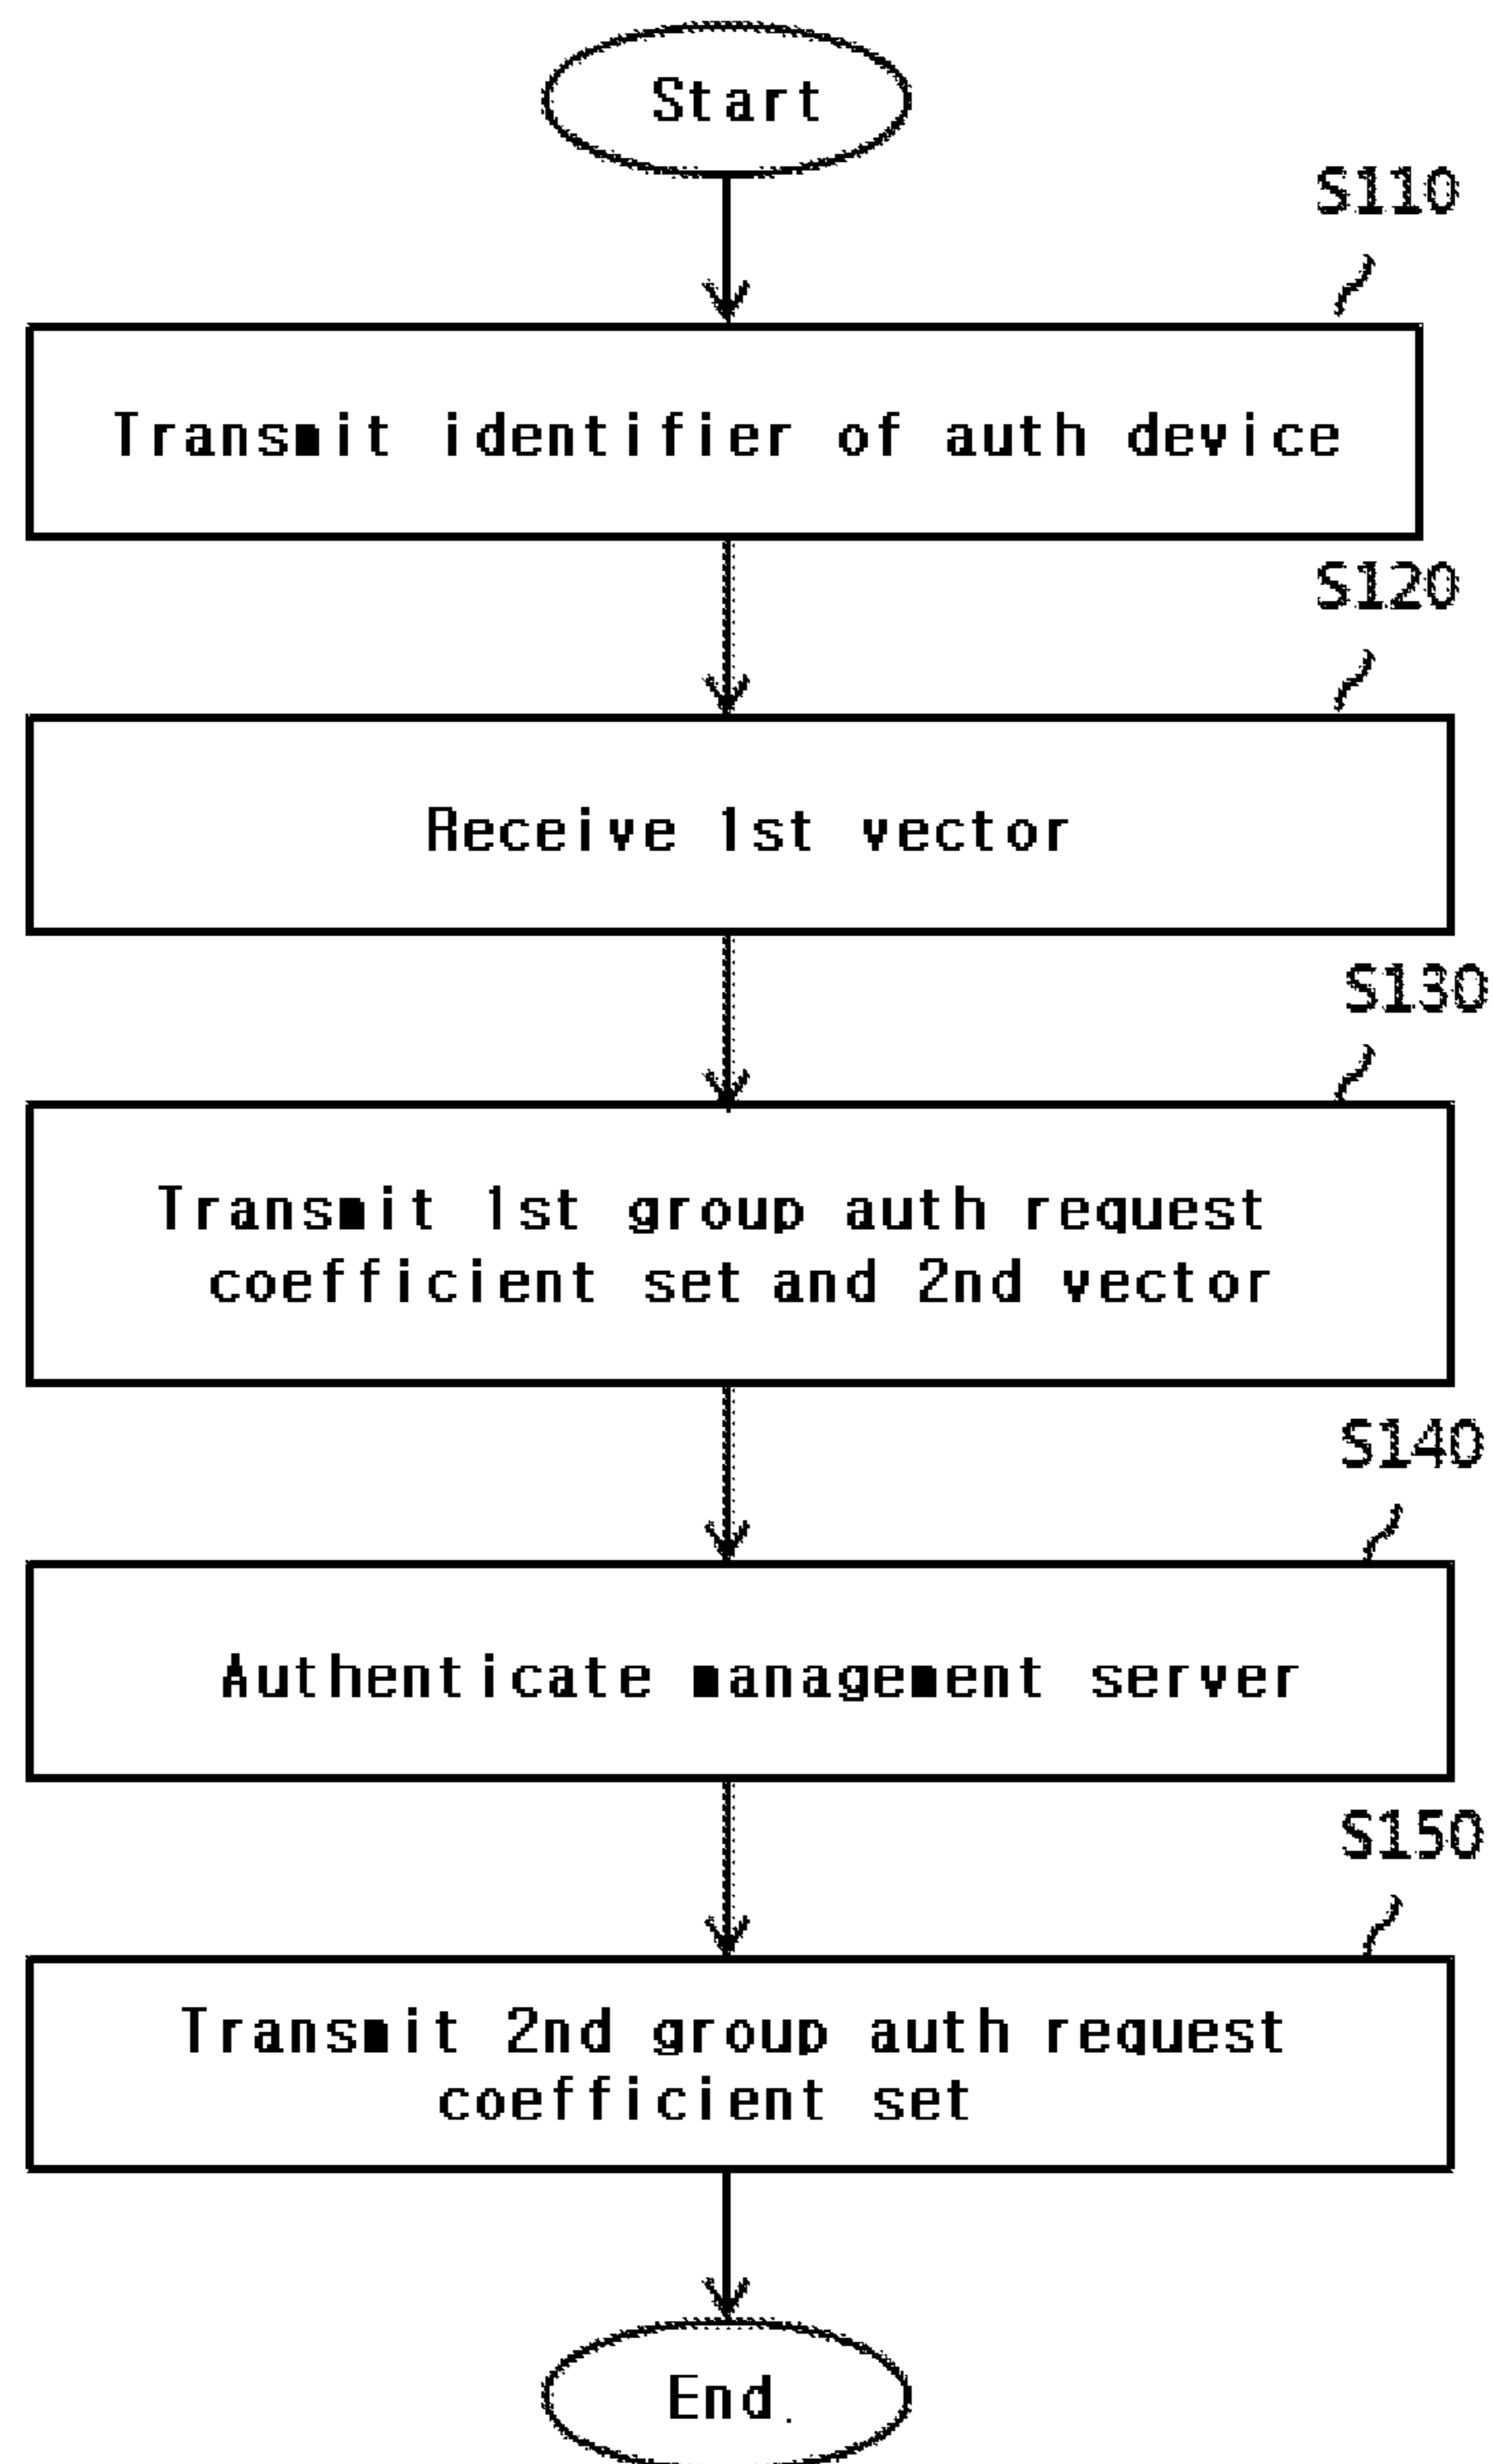 Start
S110
Transmit identifier of auth device
S120
Receive 1st vector
S130
Transmit 1st group auth request
coefficient set and 2nd vector
S140
Authenticate management server
S150
Transmit 2nd group auth request
coefficient set
End.